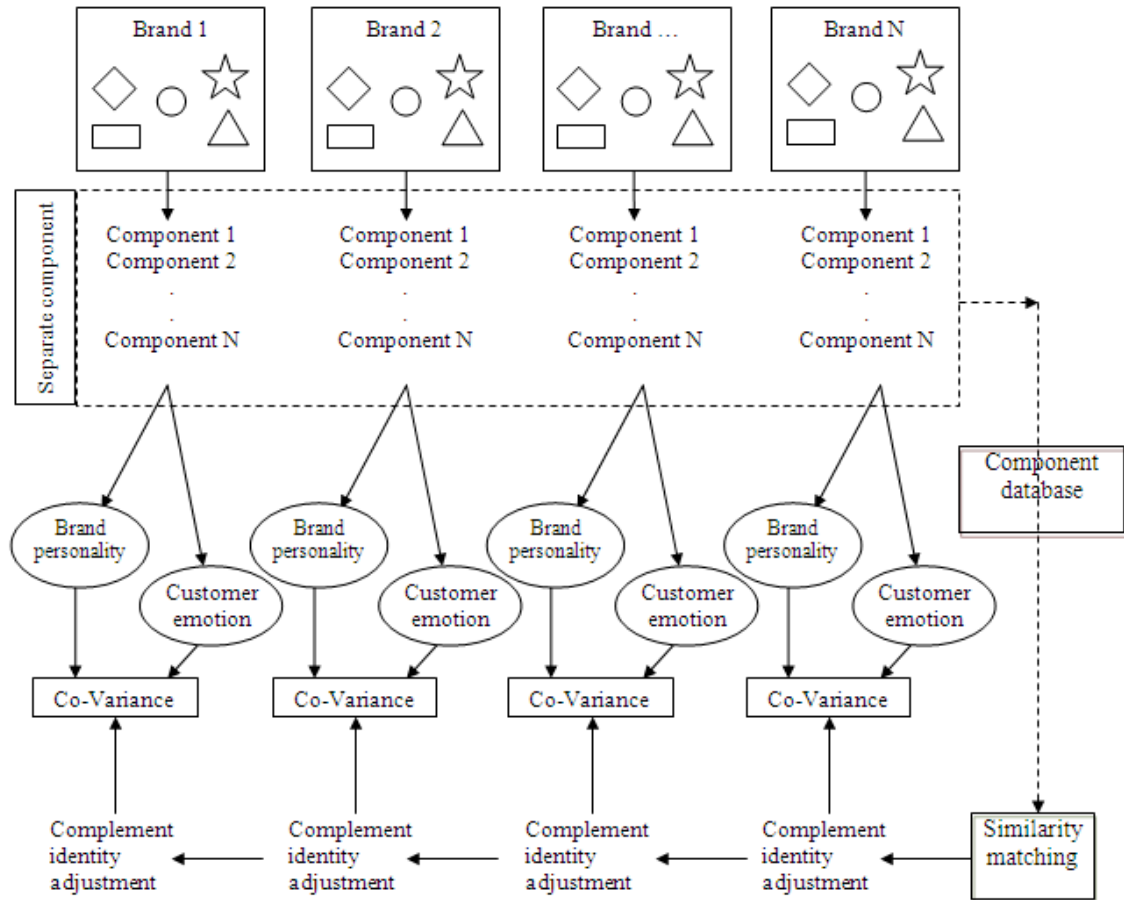 Brand 1
Brand 2
Brand ...
Brand N
Separate component
Component 1
Component 2
.
.
Component N
Component 1
Component 2
.
.
Component N
Component 1
Component 2
.
.
Component N
Component 1
Component 2
.
.
Component N
Component
database
Brand
personality
Customer
emotion
Brand
personality
Customer
emotion
Brand
personality
Customer
emotion
Brand
personality
Customer
emotion
Co-Variance
Co-Variance
Co-Variance
Co-Variance
Complement
identity
adjustment
Complement
identity
adjustment
Complement
identity
adjustment
Complement
identity
adjustment
Similarity
matching